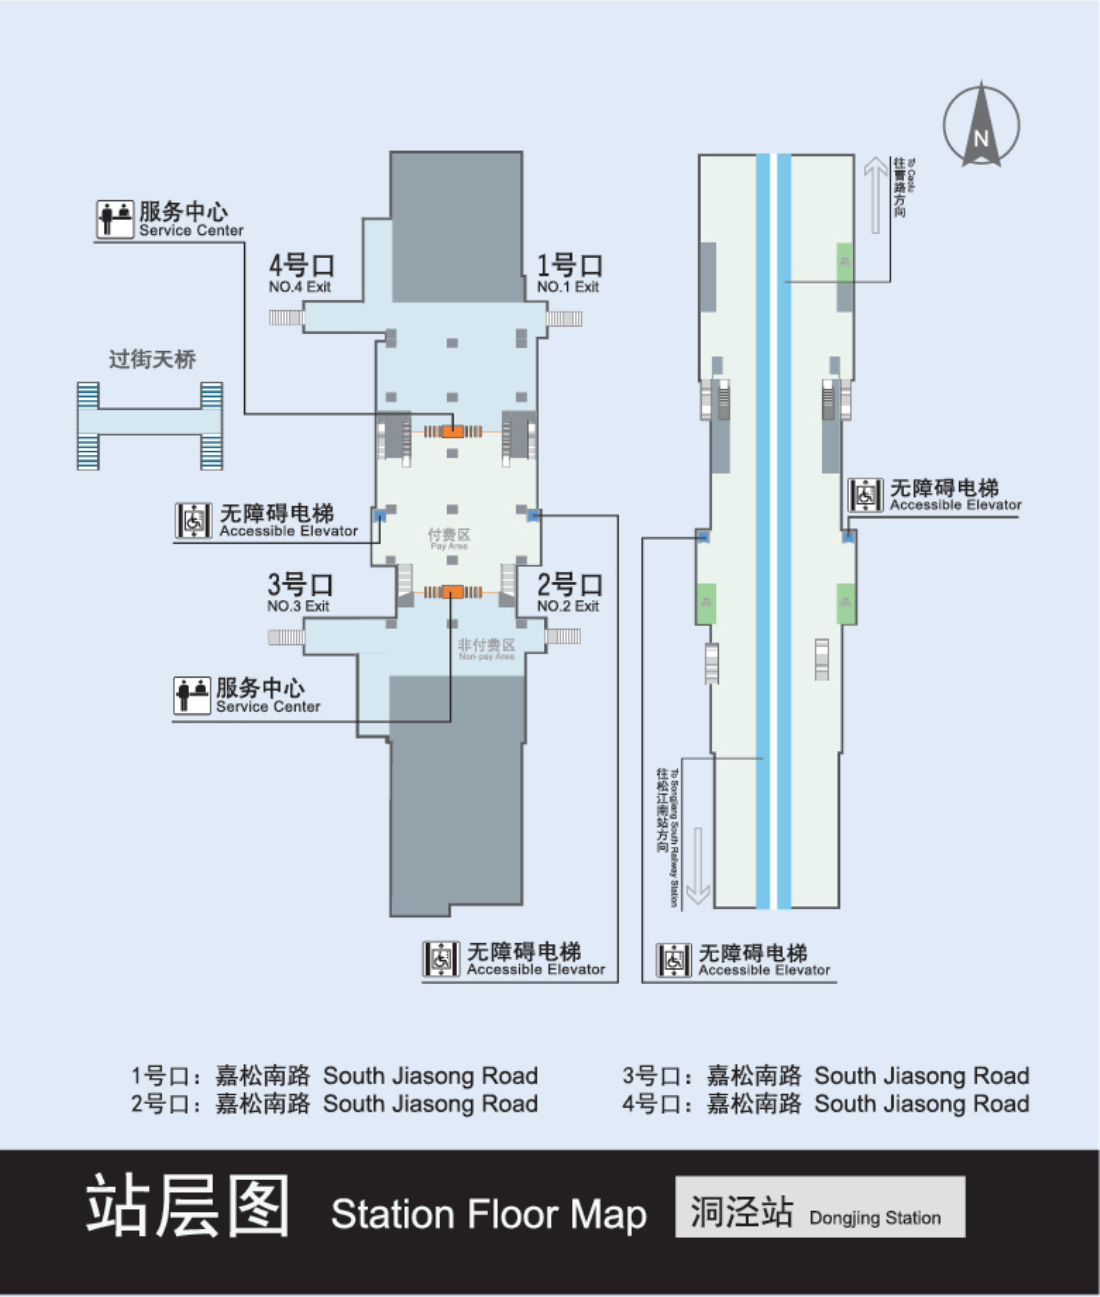 N
往曹路方向
To Caolu
服务中心
Service Center
4号口
NO.4 Exit
1号口
NO.1 Exit
过街天桥
无障碍电梯
Accessible Elevator
无障碍电梯
Accessible Elevator
付费区
Pay Area
3号口
NO.3 Exit
2号口
NO.2 Exit
非付费区
Non-pay Area
服务中心
Service Center
往松江南站方向
To Songjiang South Railway Station
无障碍电梯
Accessible Elevator
无障碍电梯
Accessible Elevator
1号口：嘉松南路 South Jiasong Road
2号口：嘉松南路 South Jiasong Road
3号口：嘉松南路 South Jiasong Road
4号口：嘉松南路 South Jiasong Road
站层图 Station Floor Map
洞泾站 Dongjing Station